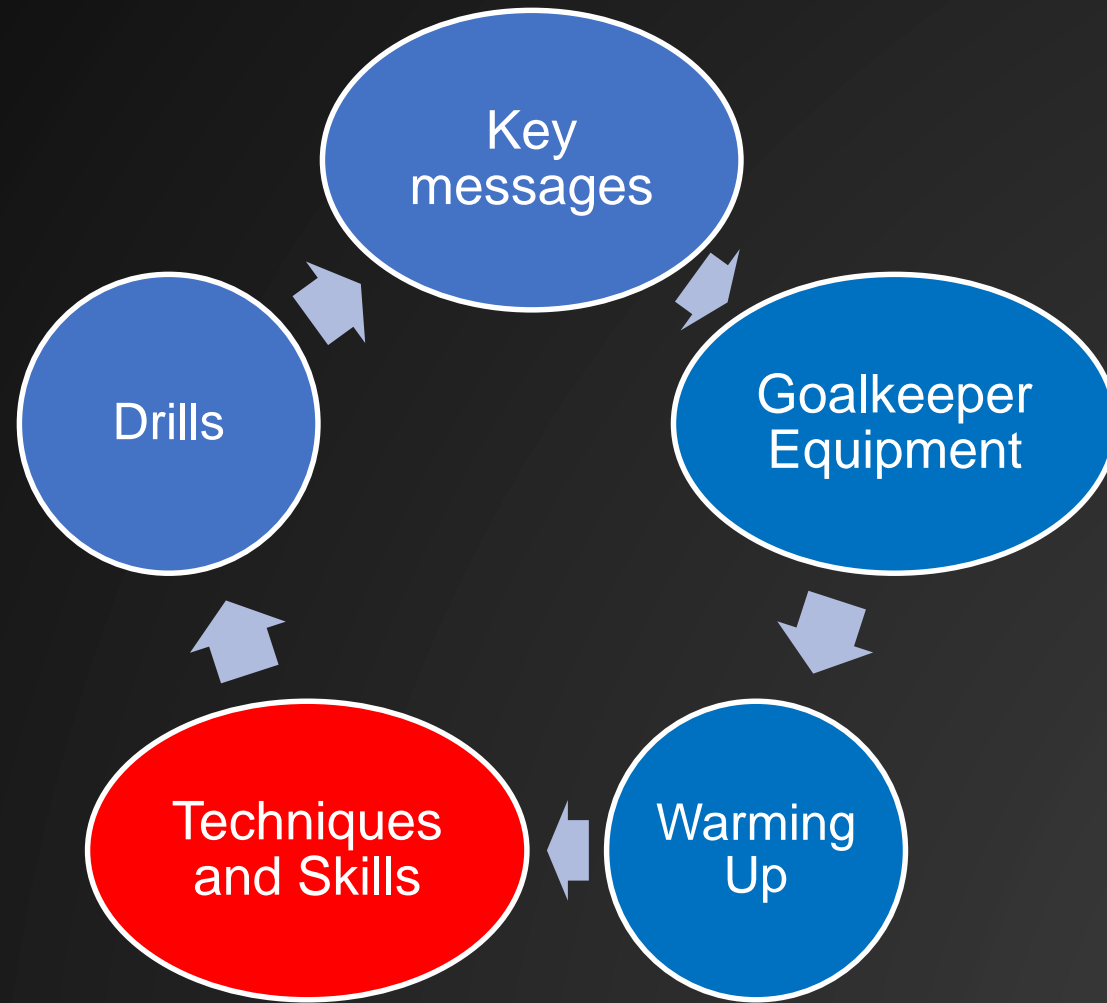 Key
messages
Goalkeeper
Equipment
Warming
Up
Techniques
and Skills
Drills